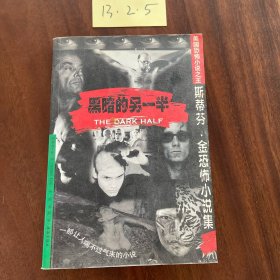 13.2.5
美国恐怖小说之王
斯蒂芬·金恐怖小说集
黑暗的另一半
THE DARK HALF
一部让人喘不过气来的小说